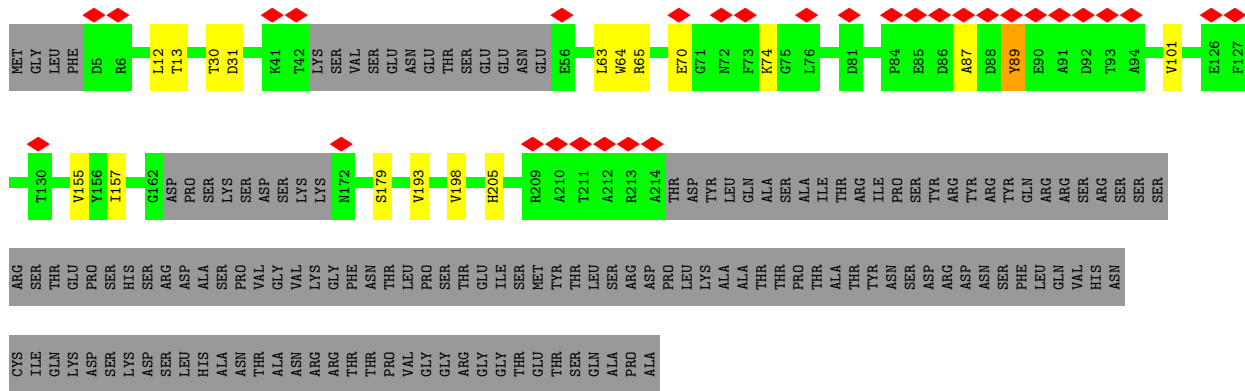 MET GLY LEU PHE D5 R6 L12 T13 T30 D31 K41 T42 LYS SER VAL SER GLU ASN GLU THR SER GLU GLU ASN GLU E56 L63 W64 R65 E70 G71 N72 F73 K74 G75 L76 D81 P84 E85 D86 A87 D88 Y89 E90 A91 D92 T93 A94 V101 E126 F127
T130 V155 Y156 I157 G162 ASP PRO SER LYS SER ASP SER LYS LYS N172 S179 V193 V198 H205 R209 A210 T211 A212 R213 A214 THR ASP TYR LEU GLN ALA SER ALA ILE THR ARG ILE PRO SER TYR ARG TYR ARG TYR GLN ARG ARG SER ARG SER SER SER
ARG SER THR GLU PRO SER HIS SER ARG ASP ALA SER PRO VAL GLY VAL LYS GLY PHE ASN THR LEU PRO SER THR GLU ILE SER MET TYR THR LEU SER ARG ASP PRO LEU LYS ALA ALA THR THR PRO THR ALA THR TYR ASN SER ASP ARG ASP ASN SER PHE LEU GLN VAL HIS ASN
CYS ILE GLN LYS ASP SER LYS ASP SER LEU HIS ALA ASN THR ALA ASN ARG ARG THR THR PRO VAL GLY GLY ARG GLY GLY THR GLU THR SER GLN ALA PRO ALA